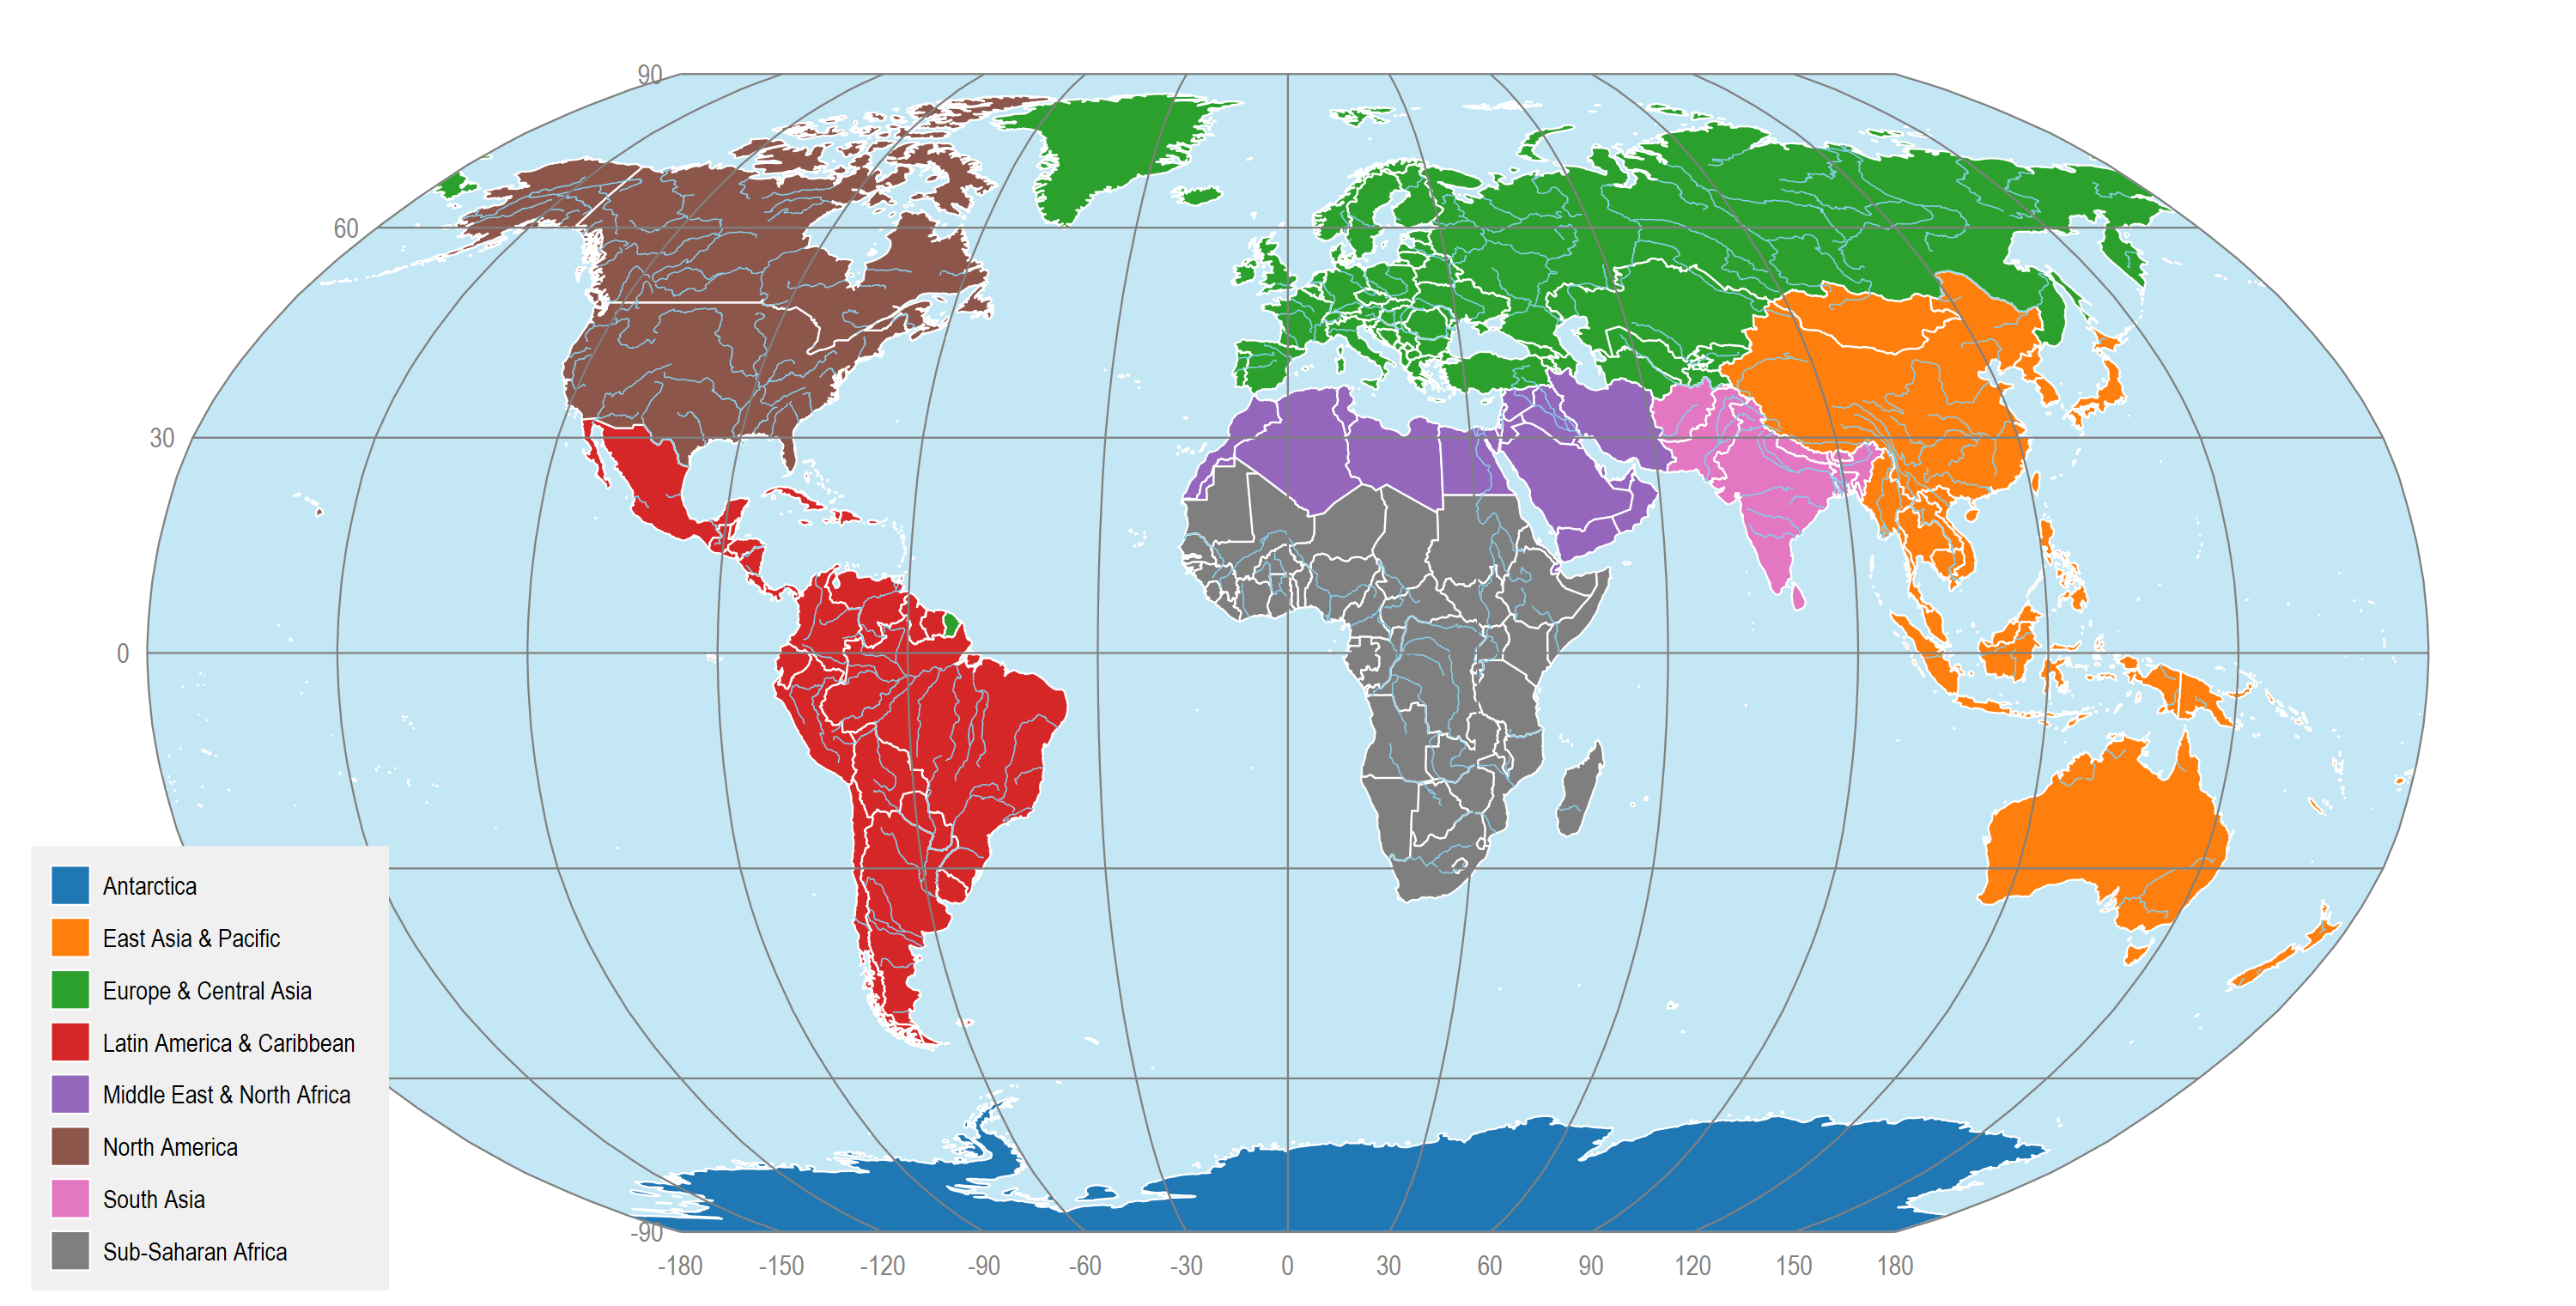 90
60
30
0
-90
Antarctica
East Asia & Pacific
Europe & Central Asia
Latin America & Caribbean
Middle East & North Africa
North America
South Asia
Sub-Saharan Africa
-180 -150 -120 -90 -60 -30 0 30 60 90 120 150 180